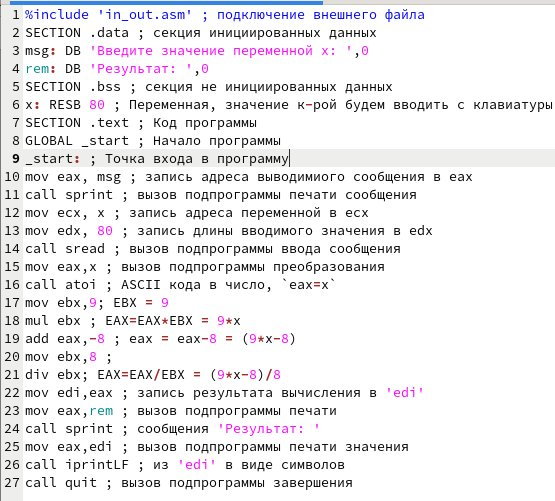 1 %include 'in_out.asm' ; подключение внешнего файла
2 SECTION .data ; секция инициированных данных
3 msg: DB 'Введите значение переменной x: ',0
4 rem: DB 'Результат: ',0
5 SECTION .bss ; секция не инициированных данных
6 x: RESB 80 ; Переменная, значение к-рой будем вводить с клавиатуры
7 SECTION .text ; Код программы
8 GLOBAL _start ; Начало программы
9 _start: ; Точка входа в программу
10 mov eax, msg ; запись адреса выводимиого сообщения в eax
11 call sprint ; вызов подпрограммы печати сообщения
12 mov ecx, x ; запись адреса переменной в ecx
13 mov edx, 80 ; запись длины вводимого значения в edx
14 call sread ; вызов подпрограммы ввода сообщения
15 mov eax,x ; вызов подпрограммы преобразования
16 call atoi ; ASCII кода в число, `eax=x`
17 mov ebx,9; EBX = 9
18 mul ebx ; EAX=EAX*EBX = 9*x
19 add eax,-8 ; eax = eax-8 = (9*x-8)
20 mov ebx,8 ;
21 div ebx; EAX=EAX/EBX = (9*x-8)/8
22 mov edi,eax ; запись результата вычисления в 'edi'
23 mov eax,rem ; вызов подпрограммы печати
24 call sprint ; сообщения 'Результат: '
25 mov eax,edi ; вызов подпрограммы печати значения
26 call iprintLF ; из 'edi' в виде символов
27 call quit ; вызов подпрограммы завершения